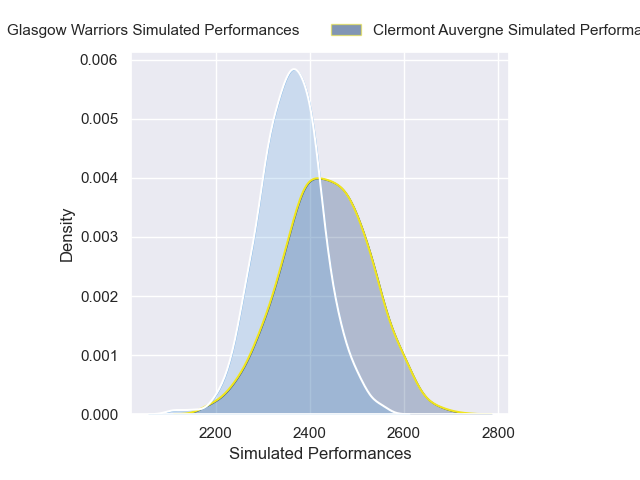 Glasgow Warriors Simulated Performances
Clermont Auvergne Simulated Performa
0.006
0.005
0.004
0.003
0.002
0.001
0.000
Density
2200 2400 2600 2800
Simulated Performances